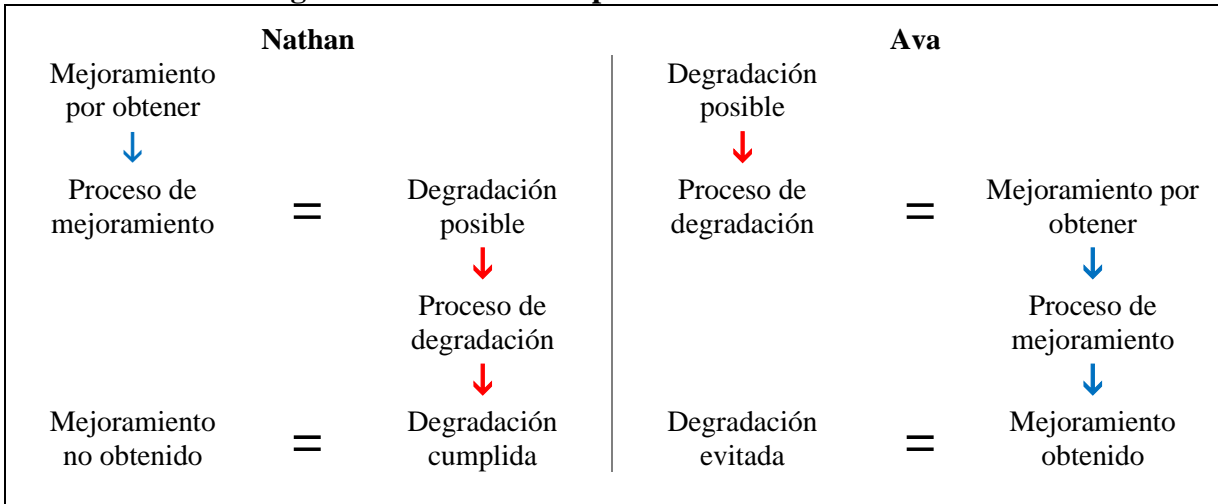 Nathan
Mejoramiento
por obtener
↓
Proceso de
mejoramiento
=
Degradación
posible
↓
Proceso de
degradación
↓
Mejoramiento
no obtenido
=
Degradación
cumplida
Ava
Degradación
posible
↓
Proceso de
degradación
=
Mejoramiento por
obtener
↓
Proceso de
mejoramiento
↓
Degradación
evitada
=
Mejoramiento
obtenido